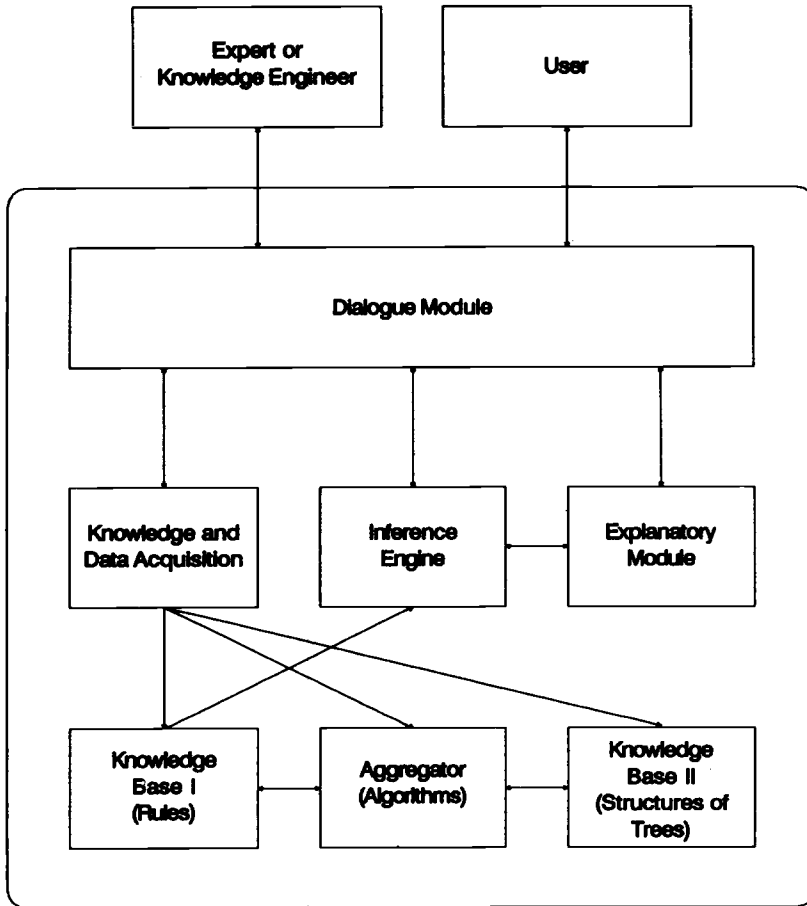 Expert or
Knowledge Engineer
User
Dialogue Module
Knowledge and
Data Acquisition
Inference
Engine
Explanatory
Module
Knowledge
Base I
(Rules)
Aggregator
(Algorithms)
Knowledge
Base II
(Structures of
Trees)